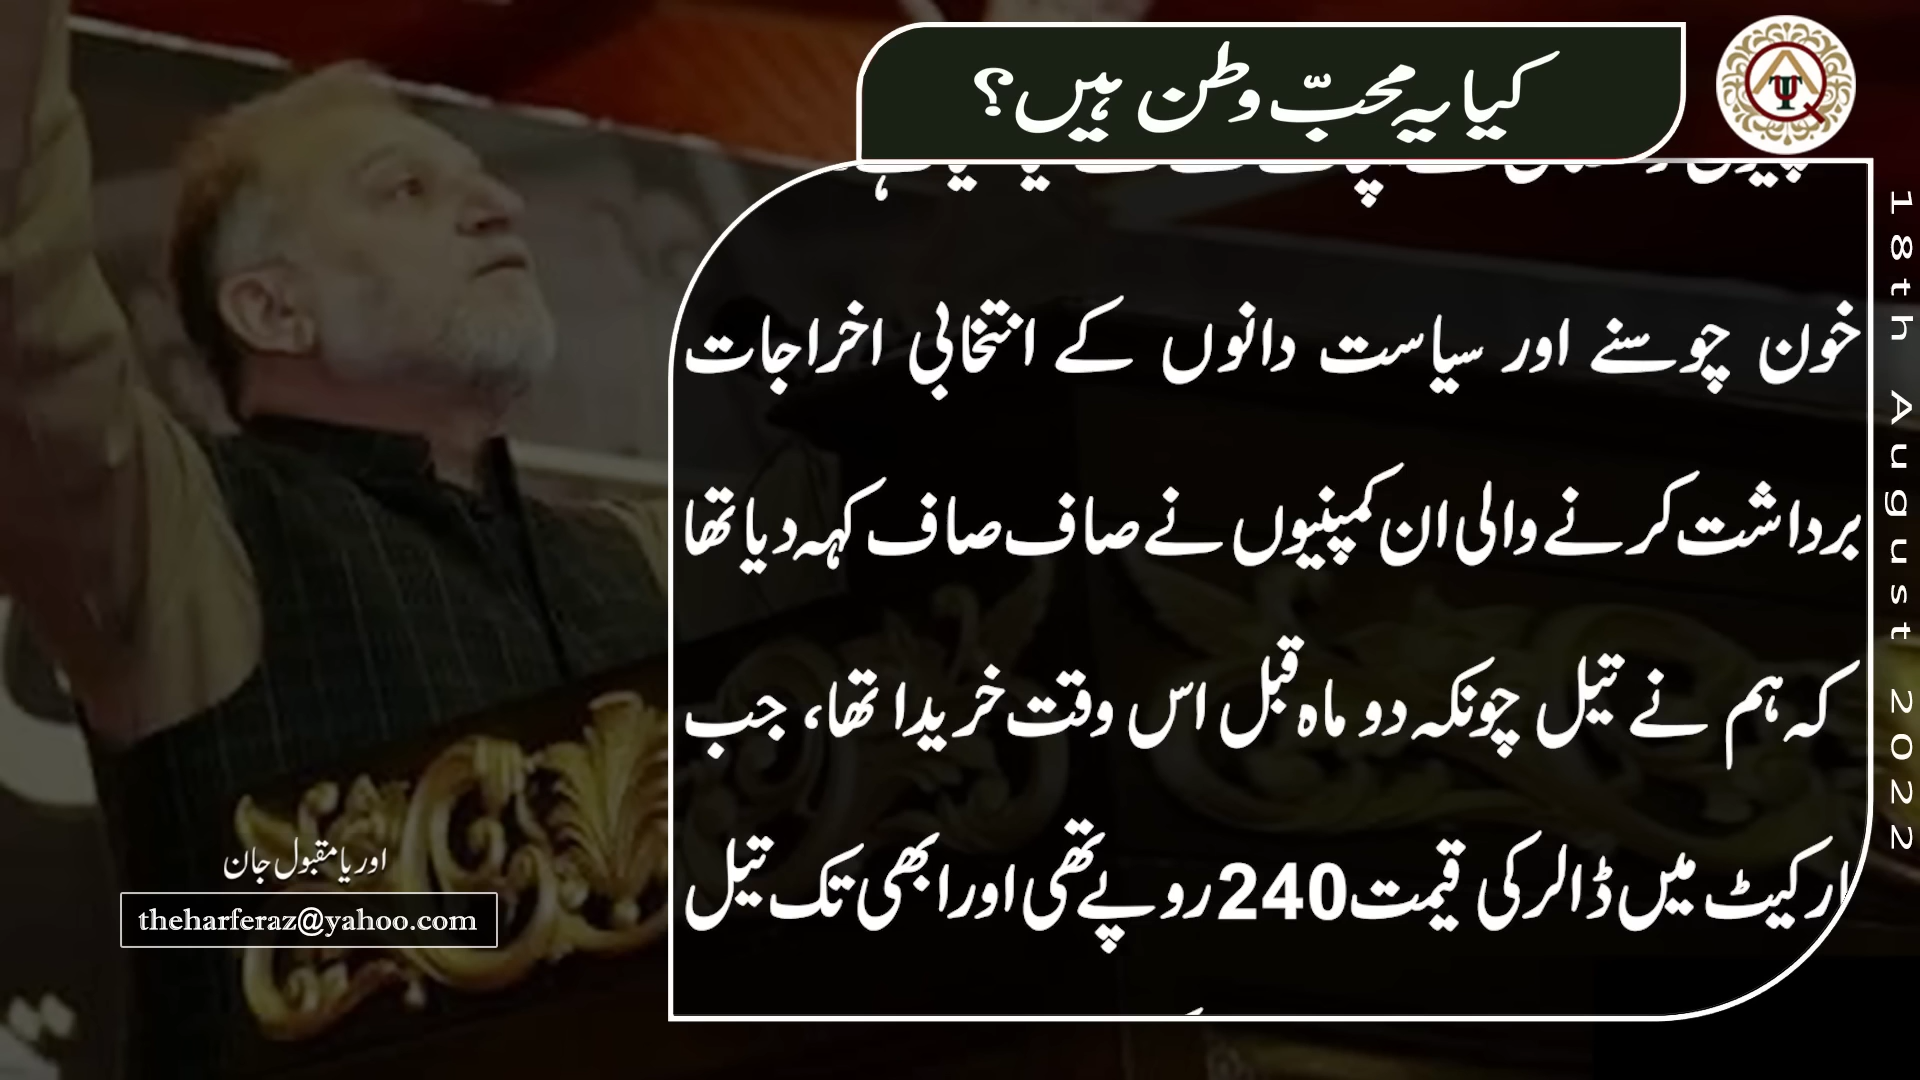 کیا یہ محبّ وطن ہیں؟
خون چوسنے اور سیاست دانوں کے انتخابی اخراجات
برداشت کرنے والی ان کمپنیوں نے صاف صاف کہہ دیا تھا
کہ ہم نے تیل چونکہ دو ماہ قبل اس وقت خریدا تھا، جب
ارکیٹ میں ڈالر کی قیمت 240 روپے تھی اور ابھی تک تیل
18th August 2022
اوریا مقبول جان
theharferaz@yahoo.com